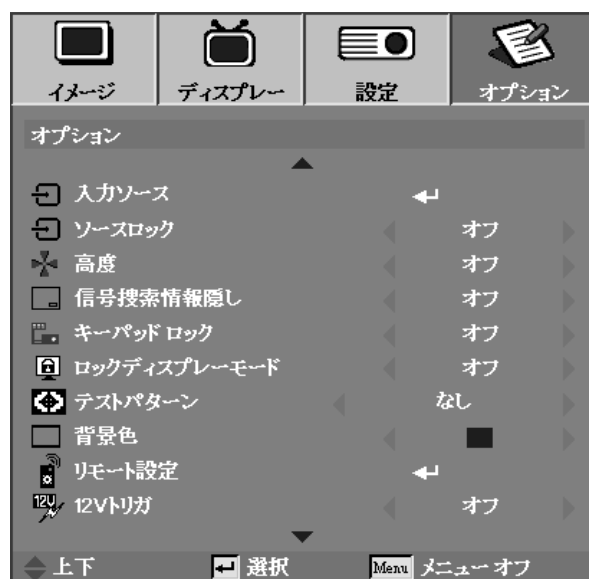 イメージ ディスプレー 設定 オプション
オプション
入力ソース
ソースロック オフ
高度 オフ
信号捜索情報隠し オフ
キーパッド ロック オフ
ロックディスプレーモード オフ
テストパターン なし
背景色
リモート設定
12V 12Vトリガ オフ
上下 選択 Menu メニューオフ